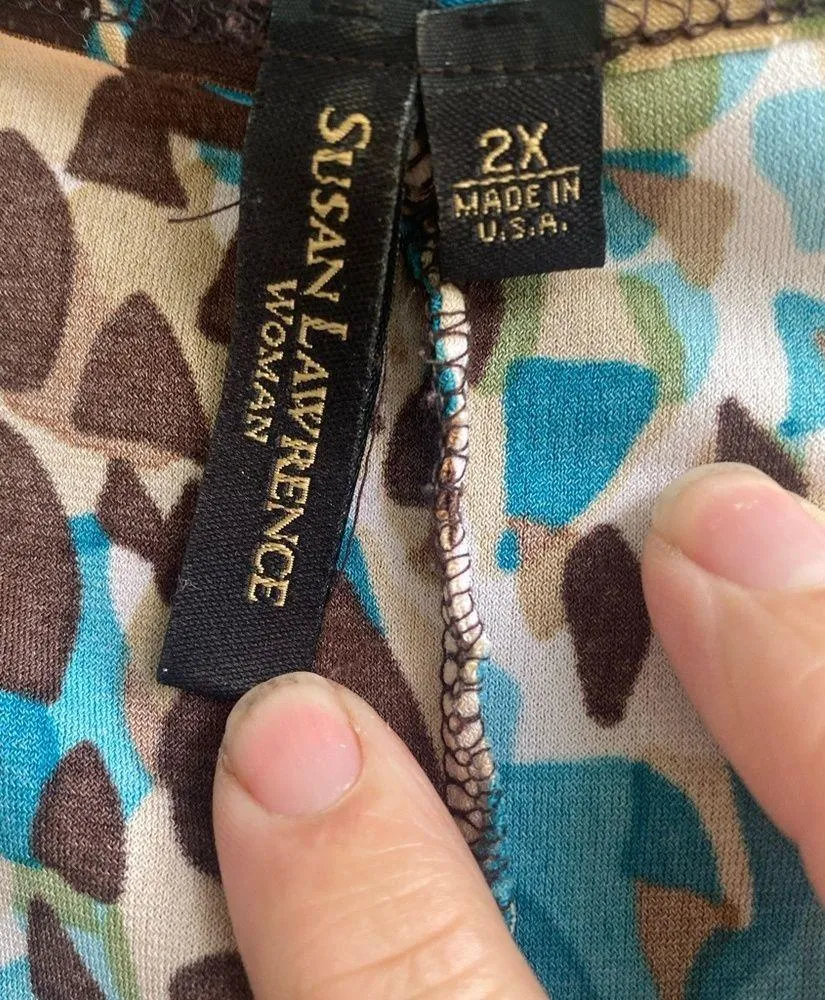 SUSAN LAWRENCE
WOMAN
2X
MADE IN
U.S.A.